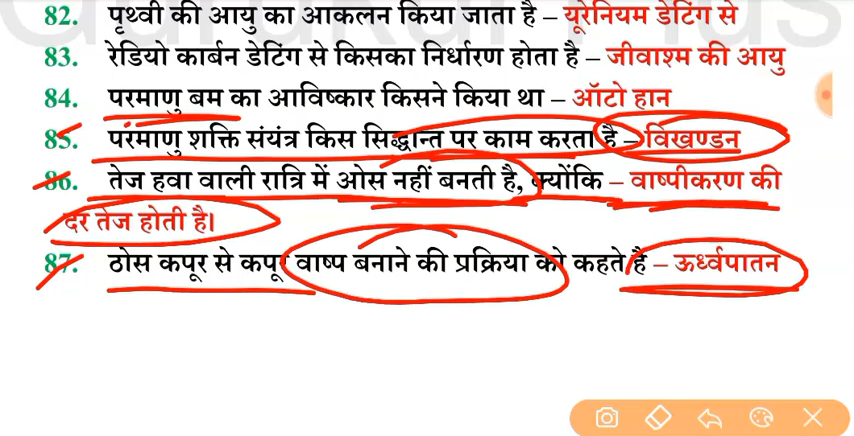 82. पृथ्वी की आयु का आकलन किया जाता है – यूरेनियम डेटिंग से
83. रेडियो कार्बन डेटिंग से किसका निर्धारण होता है – जीवाश्म की आयु
84. परमाणु बम का आविष्कार किसने किया था – ऑटो हान
85. परमाणु शक्ति संयंत्र किस सिद्धान्त पर काम करता है – विखण्डन
86. तेज हवा वाली रात्रि में ओस नहीं बनती है, क्योंकि – वाष्पीकरण की
दर तेज होती है।
87. ठोस कपूर से कपूर वाष्प बनाने की प्रक्रिया को कहते है – ऊर्ध्वपातन